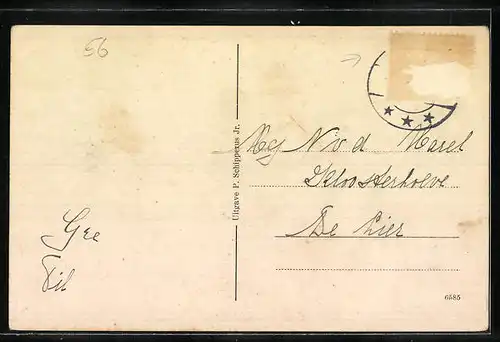 56
Mej N v d Marel
Kloosterhoeve
De Lier
Gre
Til
Uitgave P. Schipperus Jr.
6585